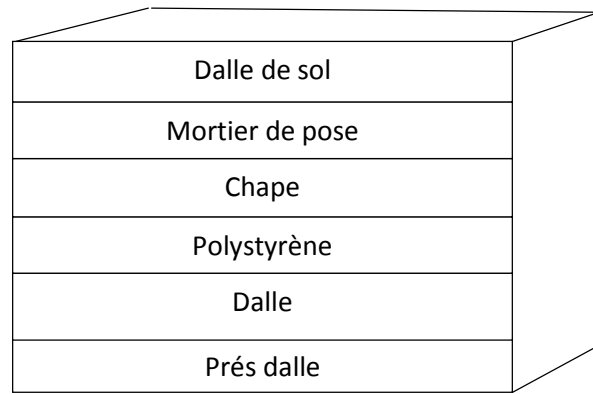 Dalle de sol
Mortier de pose
Chape
Polystyrène
Dalle
Prés dalle